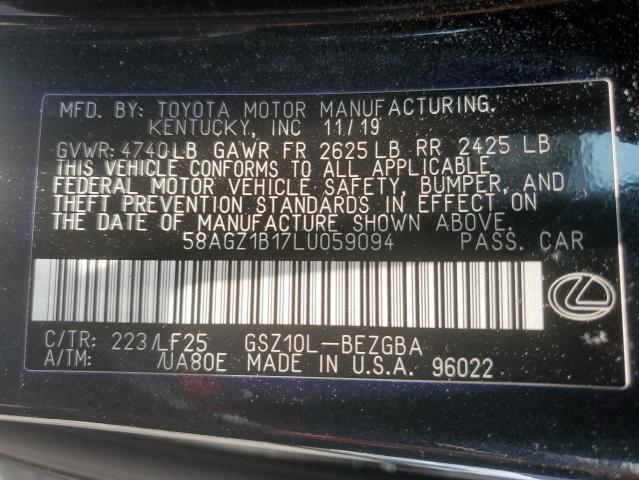 MFD. BY: TOYOTA MOTOR MANUFACTURING.
KENTUCKY, INC 11/19
GVWR: 4740LB GAWR FR 2625LB RR 2425 LB
THIS VEHICLE CONFORMS TO ALL APPLICABLE
FEDERAL MOTOR VEHICLE SAFETY, BUMPER, AND
THEFT PREVENTION STANDARDS IN EFFECT ON
THE DATE OF MANUFACTURE SHOWN ABOVE.
58AGZ1B17LU059094 PASS. CAR
C/TR: 223/LF25 GSZ10L-BEZGBA
A/TM: /UA80E MADE IN U.S.A. 96022